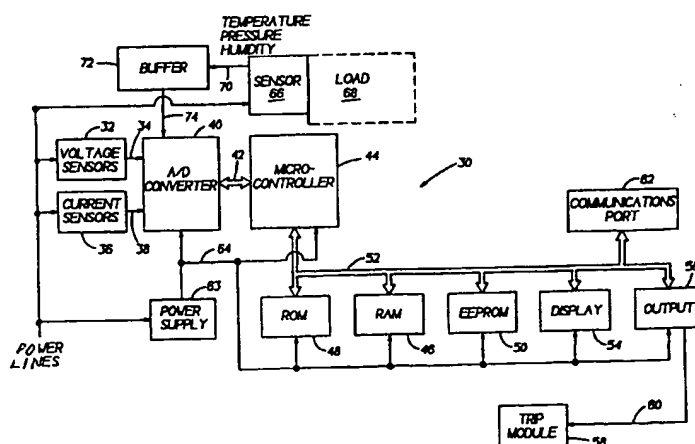 TEMPERATURE
PRESSURE
HUMIDITY
72
BUFFER
70
SENSOR
66
LOAD
68
74
32
34
40
42
44
30
VOLTAGE
SENSORS
A/D
CONVERTER
MICRO-
CONTROLLER
62
COMMUNICATIONS
PORT
CURRENT
SENSORS
36
38
64
52
63
POWER
SUPPLY
ROM
RAM
EEPROM
DISPLAY
OUTPUT
POWER
LINES
48
46
50
54
60
TRIP
MODULE
58